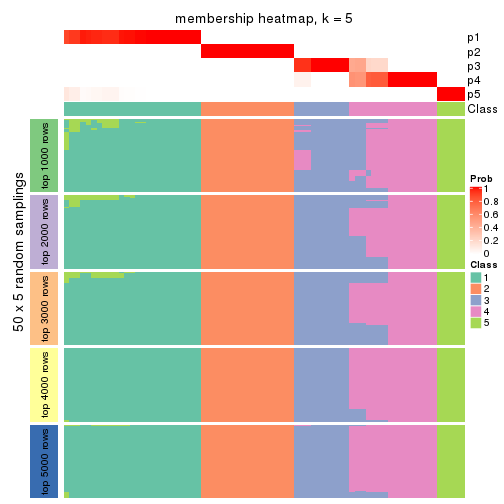 membership heatmap, k = 5
p1
p2
p3
p4
p5
Class
50 x 5 random samplings
top 1000 rows
top 2000 rows
top 3000 rows
top 4000 rows
top 5000 rows
Prob
1
0.8
0.6
0.4
0.2
0
Class
1
2
3
4
5